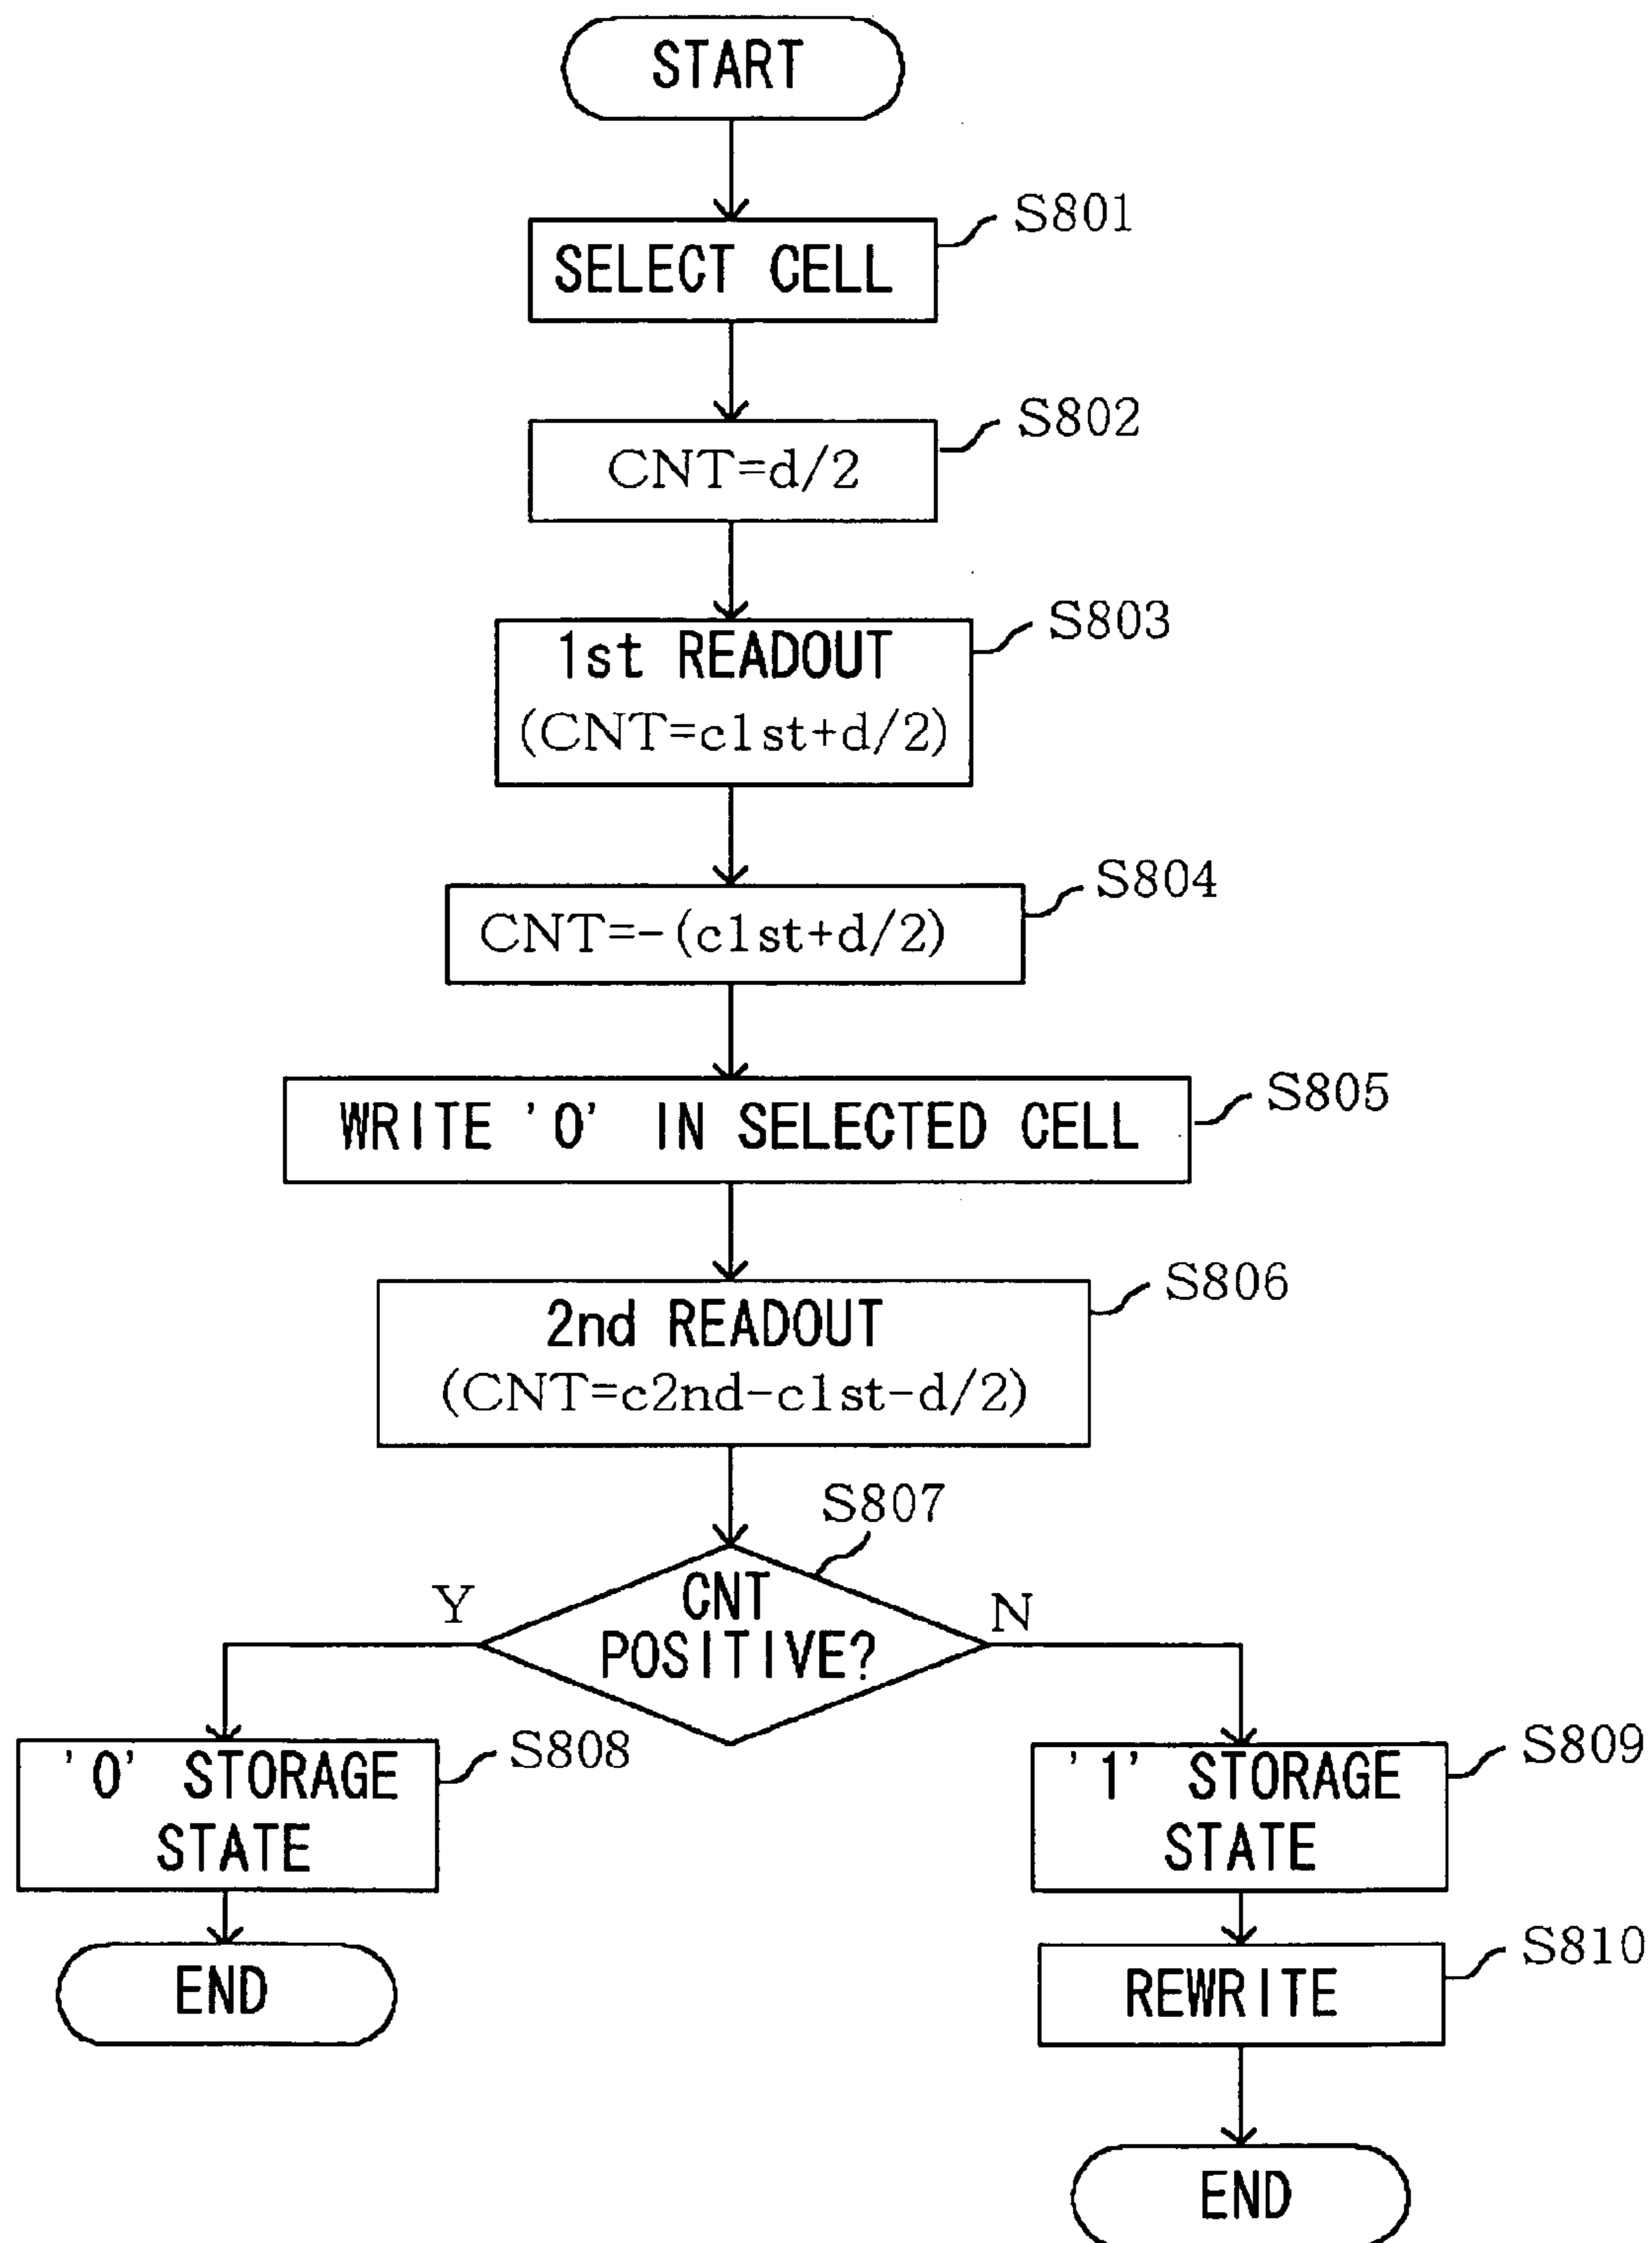 START
S801
SELECT CELL
S802
CNT=d/2
S803
1st READOUT
(CNT=c1st+d/2)
S804
CNT=-(c1st+d/2)
S805
WRITE '0' IN SELECTED CELL
S806
2nd READOUT
(CNT=c2nd-c1st-d/2)
S807
Y
CNT
POSITIVE?
N
S808
'0' STORAGE
STATE
S809
'1' STORAGE
STATE
END
S810
REWRITE
END